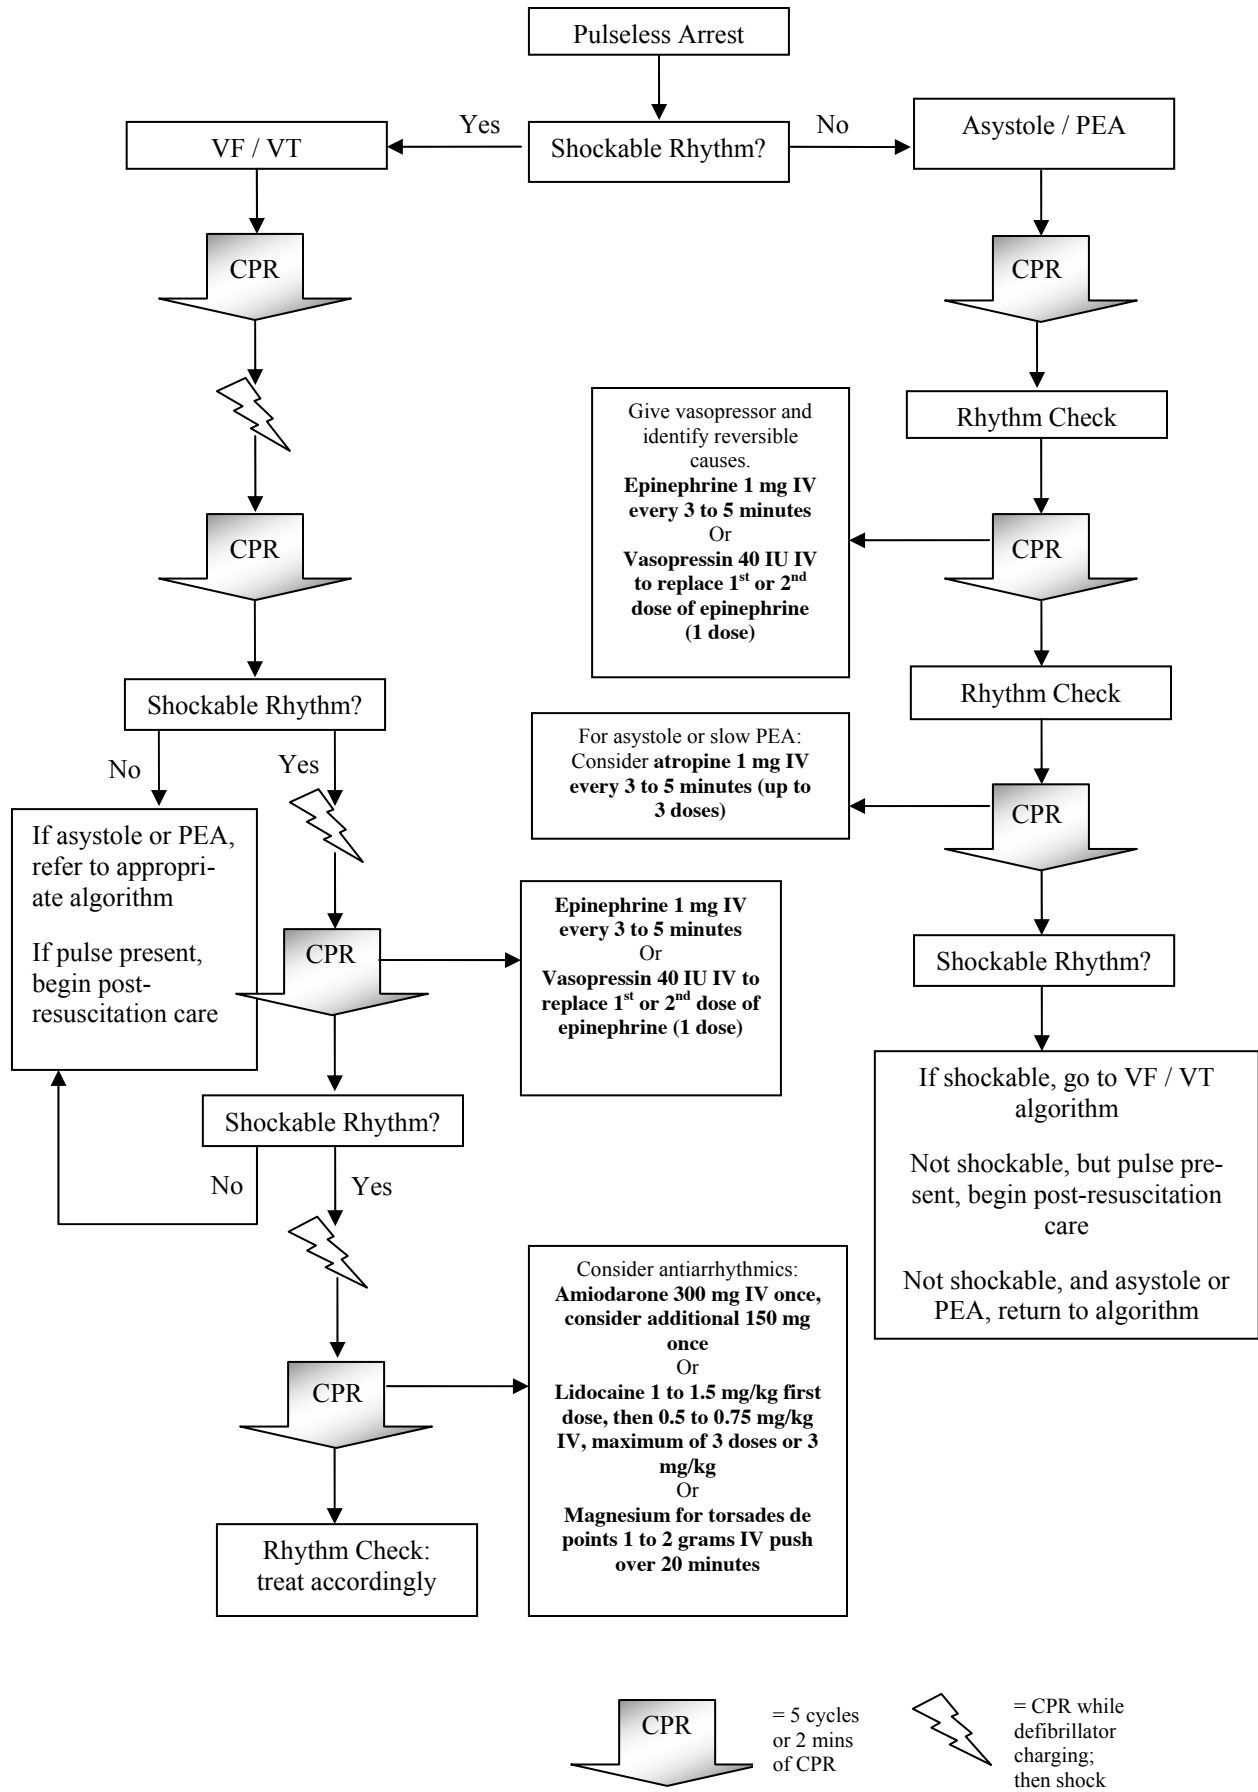 Pulseless Arrest
Yes
No
VF / VT
Shockable Rhythm?
Asystole / PEA
CPR
CPR
Rhythm Check
Give vasopressor and
identify reversible
causes.
Epinephrine 1 mg IV
every 3 to 5 minutes
Or
Vasopressin 40 IU IV
to replace 1st or 2nd
dose of epinephrine
(1 dose)
CPR
CPR
Shockable Rhythm?
Rhythm Check
For asystole or slow PEA:
Consider atropine 1 mg IV
every 3 to 5 minutes (up to
3 doses)
CPR
No
Yes
If asystole or PEA,
refer to appropri-
ate algorithm
If pulse present,
begin post-
resuscitation care
CPR
Epinephrine 1 mg IV
every 3 to 5 minutes
Or
Vasopressin 40 IU IV to
replace 1st or 2nd dose of
epinephrine (1 dose)
Shockable Rhythm?
If shockable, go to VF / VT
algorithm
Not shockable, but pulse pre-
sent, begin post-resuscitation
care
Not shockable, and asystole or
PEA, return to algorithm
Shockable Rhythm?
No
Yes
CPR
Consider antiarrhythmics:
Amiodarone 300 mg IV once,
consider additional 150 mg
once
Or
Lidocaine 1 to 1.5 mg/kg first
dose, then 0.5 to 0.75 mg/kg
IV, maximum of 3 doses or 3
mg/kg
Or
Magnesium for torsades de
points 1 to 2 grams IV push
over 20 minutes
Rhythm Check:
treat accordingly
CPR
= 5 cycles
or 2 mins
of CPR
= CPR while
defibrillator
charging;
then shock